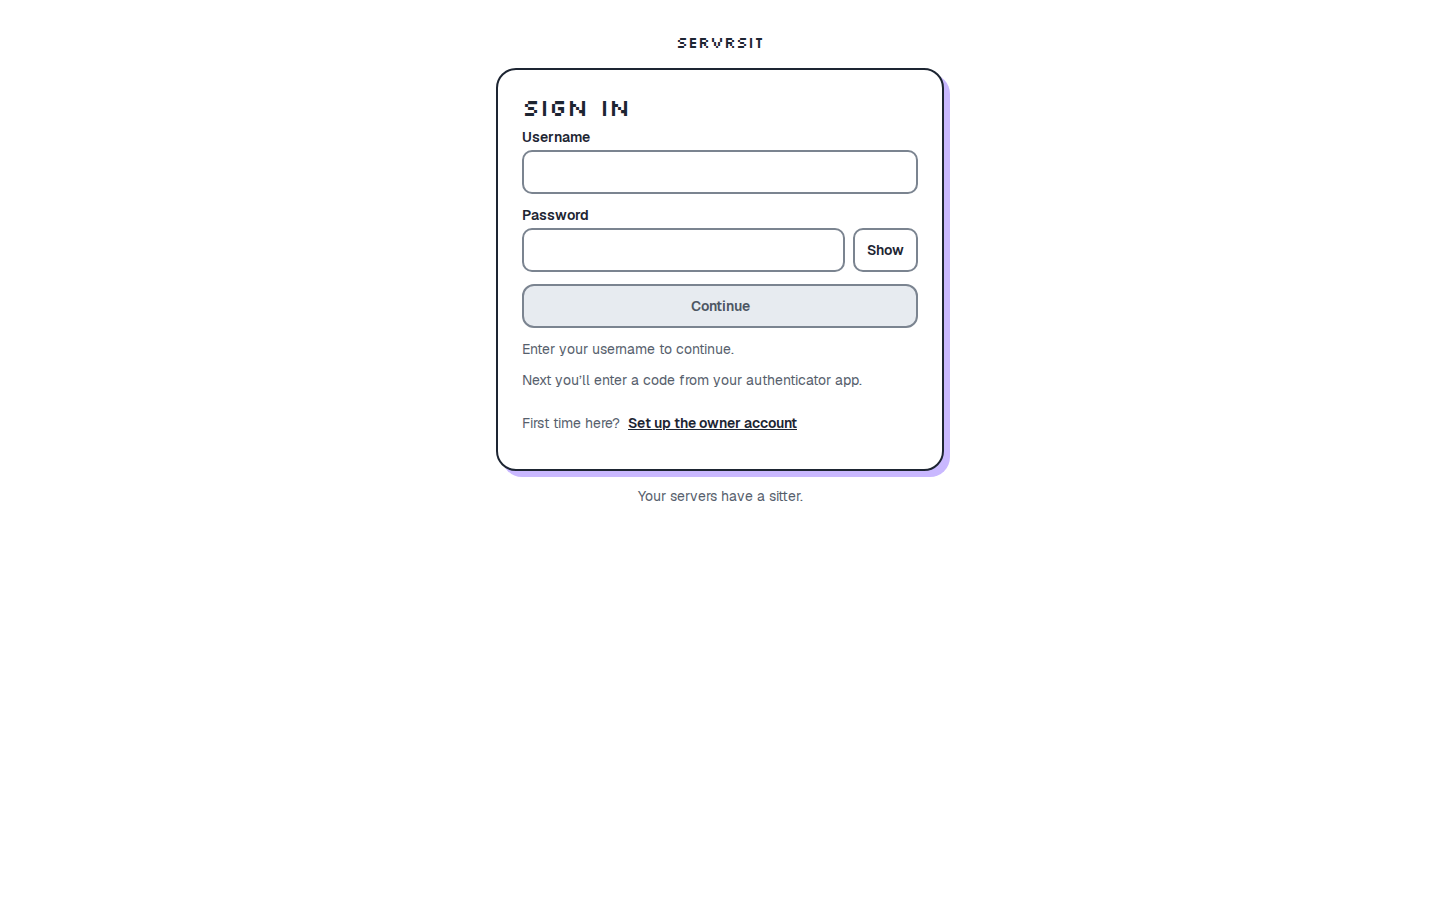 SERVRSIT
SIGN IN
Username
Password
Show
Continue
Enter your username to continue.
Next you'll enter a code from your authenticator app.
First time here? Set up the owner account
Your servers have a sitter.